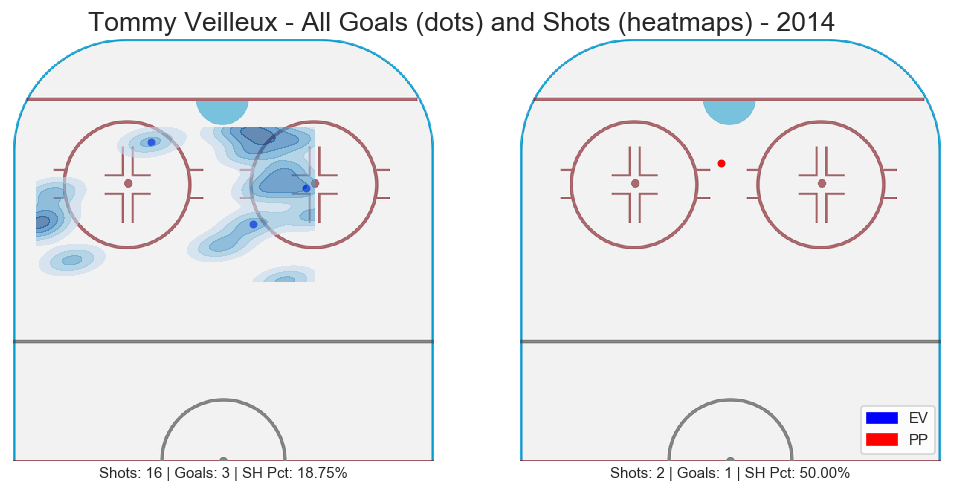 Tommy Veilleux - All Goals (dots) and Shots (heatmaps) - 2014
EV
PP
Shots: 16 | Goals: 3 | SH Pct: 18.75%
Shots: 2 | Goals: 1 | SH Pct: 50.00%